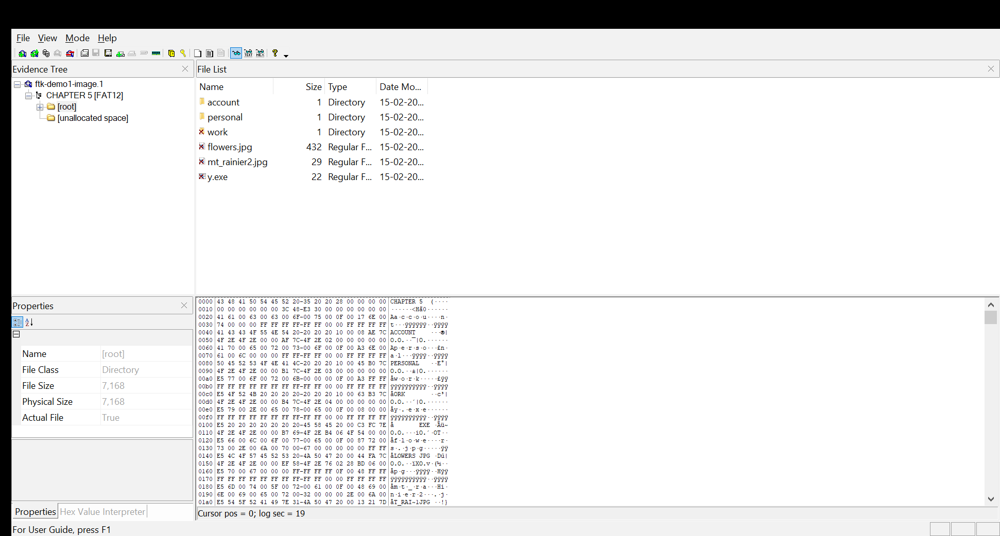 File View Mode Help
TEXT HEX
Evidence Tree
ftk-demo1-image.1
CHAPTER 5 [FAT12]
[root]
[unallocated space]
File List
Name Size Type Date Mo...
account 1 Directory 15-02-20...
personal 1 Directory 15-02-20...
work 1 Directory 15-02-20...
flowers.jpg 432 Regular F... 15-02-20...
mt_rainier2.jpg 29 Regular F... 15-02-20...
y.exe 22 Regular F... 15-02-20...
Properties
Name [root]
File Class Directory
File Size 7,168
Physical Size 7,168
Actual File True
Properties Hex Value Interpreter
0000 43 48 41 50 54 45 52 20-35 20 20 28 00 00 00 00 CHAPTER 5  (····
0010 00 00 00 00 00 00 3C 48-E3 30 00 00 00 00 00 00 ······<Hã0······
0020 41 61 00 63 00 63 00 6F-00 75 00 0F 00 17 6E 00 Aa·c·c·o·u····n·
0030 74 00 00 00 FF FF FF FF-FF FF 00 00 FF FF FF FF t···ÿÿÿÿÿÿ··ÿÿÿÿ
0040 41 43 43 4F 55 4E 54 20-20 20 20 10 00 08 AE 7C ACCOUNT    ···®|
0050 4F 2E 4F 2E 00 00 AF 7C-4F 2E 02 00 00 00 00 00 O.O.··¯|O.······
0060 41 70 00 65 00 72 00 73-00 6F 00 0F 00 A3 6E 00 Ap·e·r·s·o···£n·
0070 61 00 6C 00 00 00 FF FF-FF FF 00 00 FF FF FF FF a·l···ÿÿÿÿ··ÿÿÿÿ
0080 50 45 52 53 4F 4E 41 4C-20 20 20 10 00 45 B0 7C PERSONAL   ··E°|
0090 4F 2E 4F 2E 00 00 B1 7C-4F 2E 03 00 00 00 00 00 O.O.··±|O.······
00a0 E5 77 00 6F 00 72 00 6B-00 00 00 0F 00 A3 FF FF åw·o·r·k·····£ÿÿ
00b0 FF FF FF FF FF FF FF FF-FF FF 00 00 FF FF FF FF ÿÿÿÿÿÿÿÿÿÿ··ÿÿÿÿ
00c0 E5 4F 52 4B 20 20 20 20-20 20 20 10 00 63 B3 7C åORK       ··c³|
00d0 4F 2E 4F 2E 00 00 B4 7C-4F 2E 04 00 00 00 00 00 O.O.··´|O.······
00e0 E5 79 00 2E 00 65 00 78-00 65 00 0F 00 08 00 00 åy·.·e·x·e······
00f0 FF FF FF FF FF FF FF FF-FF FF 00 00 FF FF FF FF ÿÿÿÿÿÿÿÿÿÿ··ÿÿÿÿ
0100 E5 20 20 20 20 20 20 20-45 58 45 20 00 C3 FC 7E å       EXE ·Ãü~
0110 4F 2E 4F 2E 00 00 B7 69-4F 2E B4 06 4F 54 00 00 O.O.···iO.´·OT··
0120 E5 66 00 6C 00 6F 00 77-00 65 00 0F 00 87 72 00 åf·l·o·w·e····r·
0130 73 00 2E 00 6A 00 70 00-67 00 00 00 00 00 FF FF s·.·j·p·g·····ÿÿ
0140 E5 4C 4F 57 45 52 53 20-4A 50 47 20 00 44 FA 7C åLOWERS JPG ·Dú|
0150 4F 2E 4F 2E 00 00 EF 58-4F 2E 76 02 28 BD 06 00 O.O.··ïXO.v·(½··
0160 E5 70 00 67 00 00 00 FF-FF FF FF 0F 00 48 FF FF åp·g···ÿÿÿÿ··Hÿÿ
0170 FF FF FF FF FF FF FF FF-FF FF 00 00 FF FF FF FF ÿÿÿÿÿÿÿÿÿÿ··ÿÿÿÿ
0180 E5 6D 00 74 00 5F 00 72-00 61 00 0F 00 48 69 00 åm·t·_·r·a···Hi·
0190 6E 00 69 00 65 00 72 00-32 00 00 00 2E 00 6A 00 n·i·e·r·2···.·j·
01a0 E5 54 5F 52 41 49 7E 31-4A 50 47 20 00 13 21 7D åT_RAI~1JPG ··!}
Cursor pos = 0; log sec = 19
For User Guide, press F1